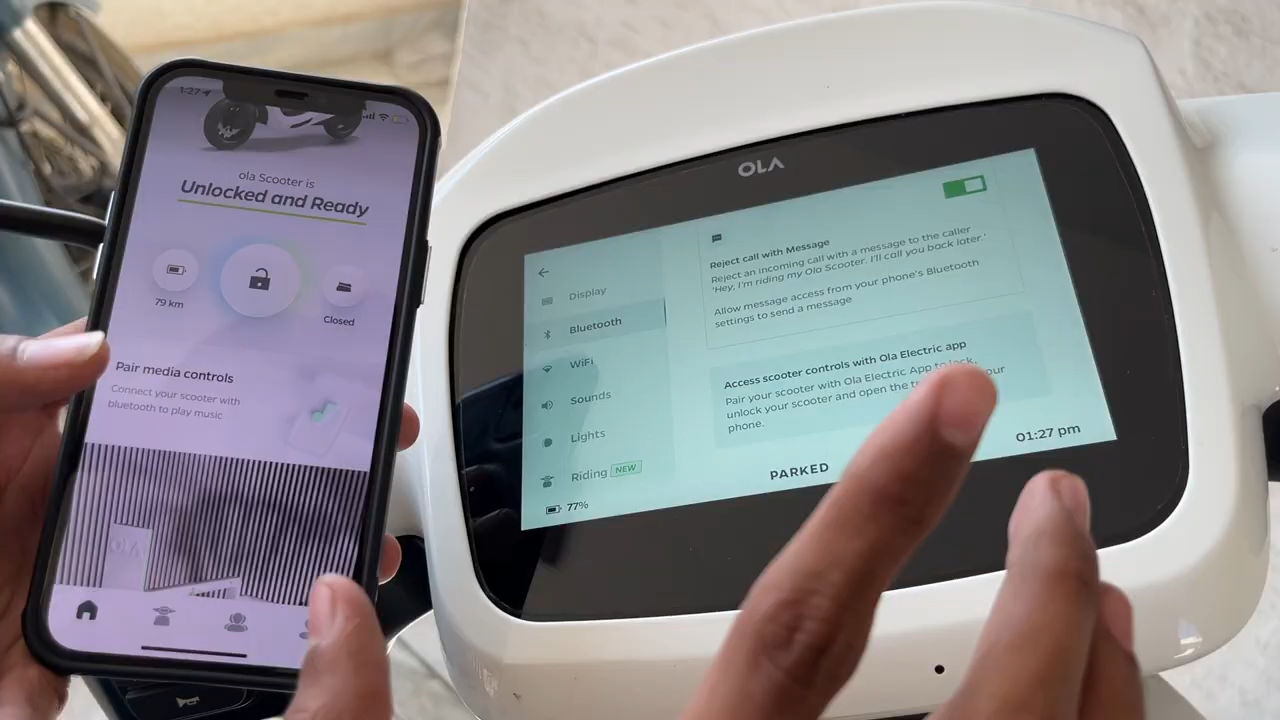 1:27
ola Scooter is
Unlocked and Ready
79 km
Closed
Pair media controls
Connect your scooter with
bluetooth to play music
OLA
OLA
Display
Bluetooth
WiFi
Sounds
Lights
Riding NEW
77%
Reject call with Message
Reject an incoming call with a message to the caller
'Hey, I'm riding my Ola Scooter. I'll call you back later.'
Allow message access from your phone's Bluetooth
settings to send a message
Access scooter controls with Ola Electric app
Pair your scooter with Ola Electric App to lock,
unlock your scooter and open the your
phone.
PARKED
01:27 pm